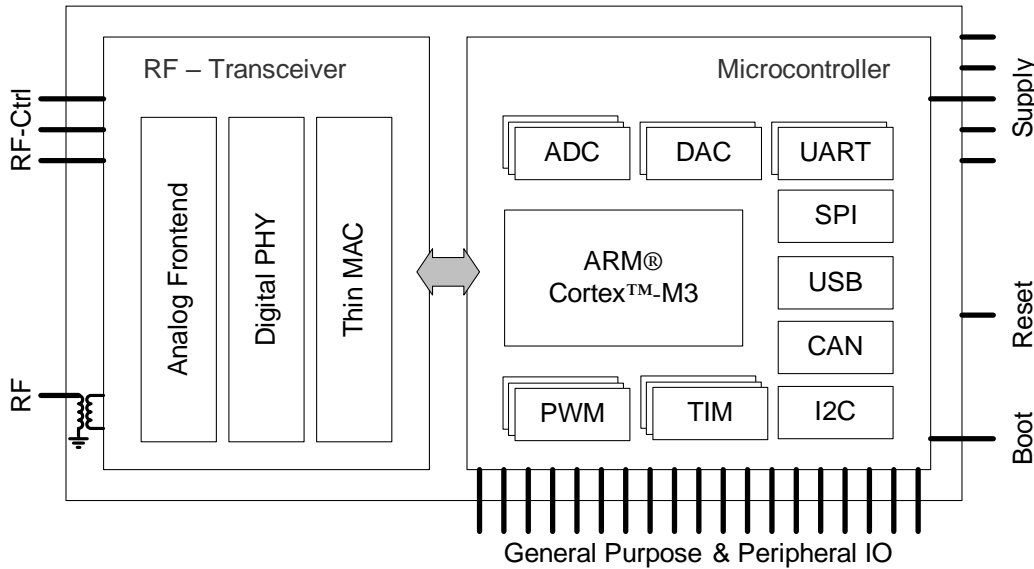 RF – Transceiver
Microcontroller
RF-Ctrl
RF
Analog Frontend
Digital PHY
Thin MAC
ADC
DAC
UART
SPI
ARM®
Cortex™-M3
USB
CAN
PWM
TIM
I2C
Supply
Reset
Boot
General Purpose & Peripheral IO